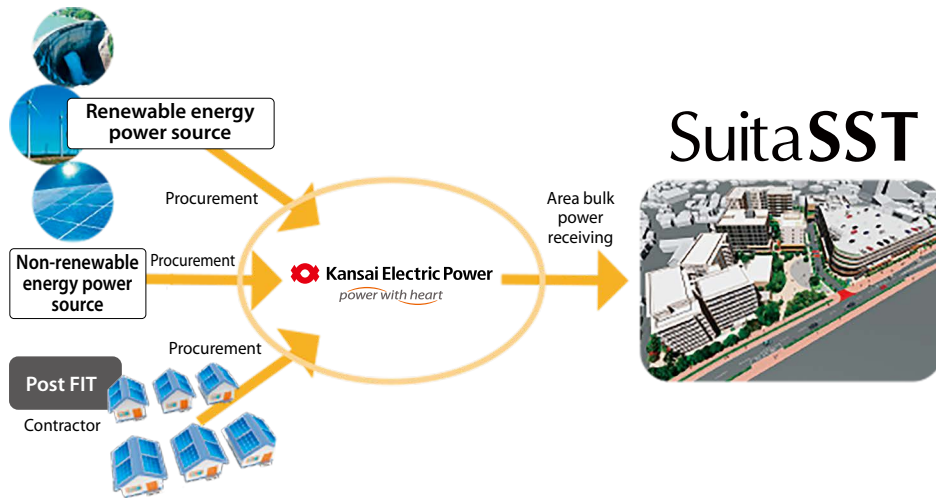 Renewable energy
power source
Procurement
Non-renewable
energy power
source
Procurement
Procurement
Post FIT
Contractor
Kansai Electric Power
power with heart
Area bulk
power
receiving
SuitaSST